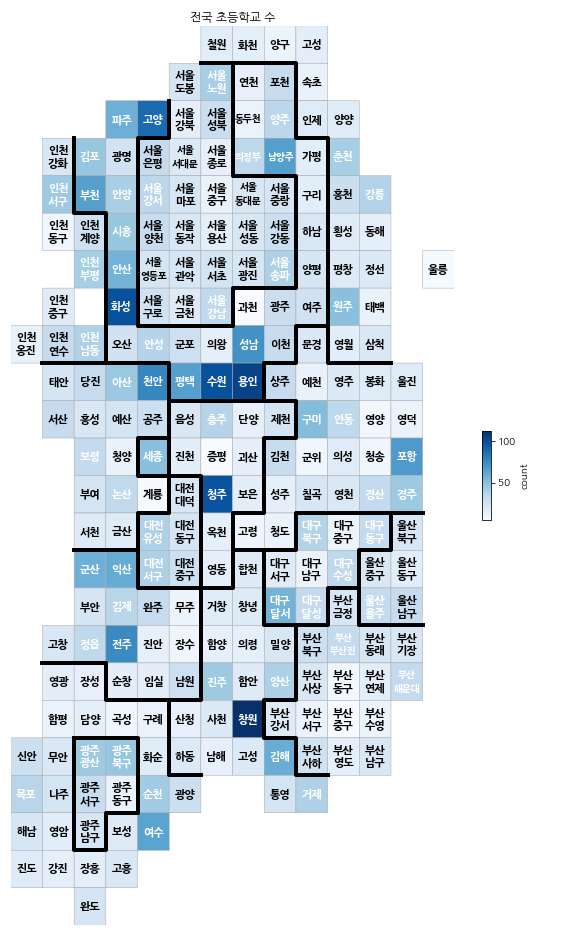 전국 초등학교 수
철원 화천 양구 고성
서울 서울 연천 포천 속초
도봉 노원
파주 고양 서울 서울 동두천 양주 인제 양양
강북 성북
인천 김포 광명 서울 서울 서울 의정부 남양주 가평 춘천
강화 은평 서대문 종로
인천 부천 안양 서울 서울 서울 서울 서울 구리 홍천 강릉
서구 강서 마포 중구 동대문 중랑
인천 인천 시흥 서울 서울 서울 서울 서울 하남 횡성 동해
동구 계양 양천 동작 용산 성동 강동
인천 안산 서울 서울 서울 서울 서울 양평 평창 정선 울릉
부평 영등포 관악 서초 광진 송파
인천 화성 서울 서울 서울 과천 광주 여주 원주 태백
중구 구로 금천 강남
인천 인천 인천 오산 안성 군포 의왕 성남 이천 문경 영월 삼척
옹진 연수 남동
태안 당진 아산 천안 평택 수원 용인 상주 예천 영주 봉화 울진
서산 홍성 예산 공주 음성 충주 단양 제천 구미 안동 영양 영덕
보령 청양 세종 진천 증평 괴산 김천 군위 의성 청송 포항
부여 논산 계룡 대전 청주 보은 성주 칠곡 영천 경산 경주
대덕
서천 금산 대전 대전 옥천 고령 청도 대구 대구 대구 울산
유성 동구 북구 중구 동구 북구
군산 익산 대전 대전 영동 합천 대구 대구 대구 울산 울산
서구 중구 서구 남구 수성 중구 동구
부안 김제 완주 무주 거창 창녕 대구 대구 부산 울산 울산
달서 달성 금정 울주 남구
고창 정읍 전주 진안 장수 함양 의령 밀양 부산 부산 부산 부산
북구 부산진 동래 기장
영광 장성 순창 임실 남원 진주 함안 양산 부산 부산 부산 부산
사상 동구 연제 해운대
함평 담양 곡성 구례 산청 사천 창원 부산 부산 부산 부산
강서 서구 중구 수영
신안 무안 광주 광주 화순 하동 남해 고성 김해 부산 부산 부산
광산 북구 사하 영도 남구
목포 나주 광주 광주 순천 광양 통영 거제
서구 동구
해남 영암 광주 보성 여수
남구
진도 강진 장흥 고흥
완도
100
50
count